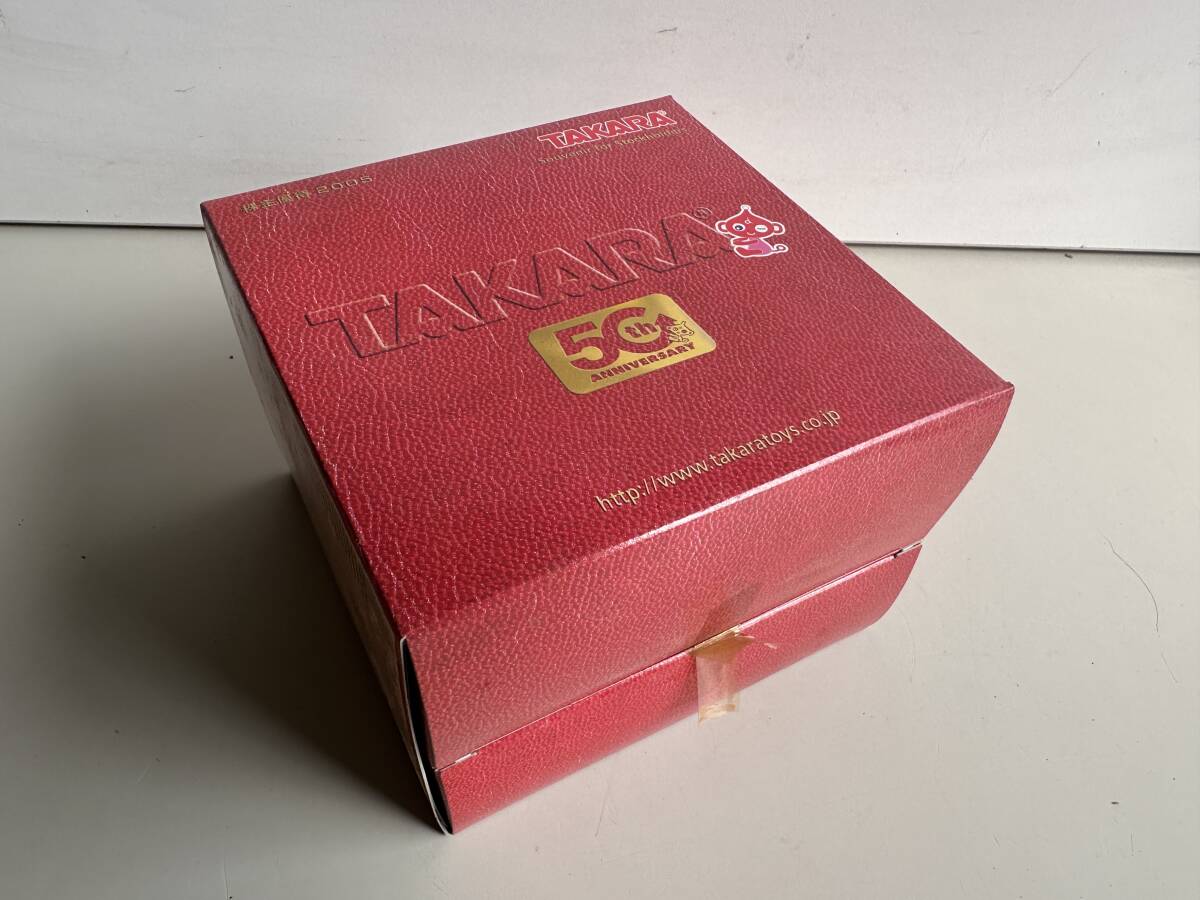 TAKARA
Souvenir for Stockholders
株主優待 2005
TAKARA®
50th
ANNIVERSARY
http://www.takaratoys.co.jp